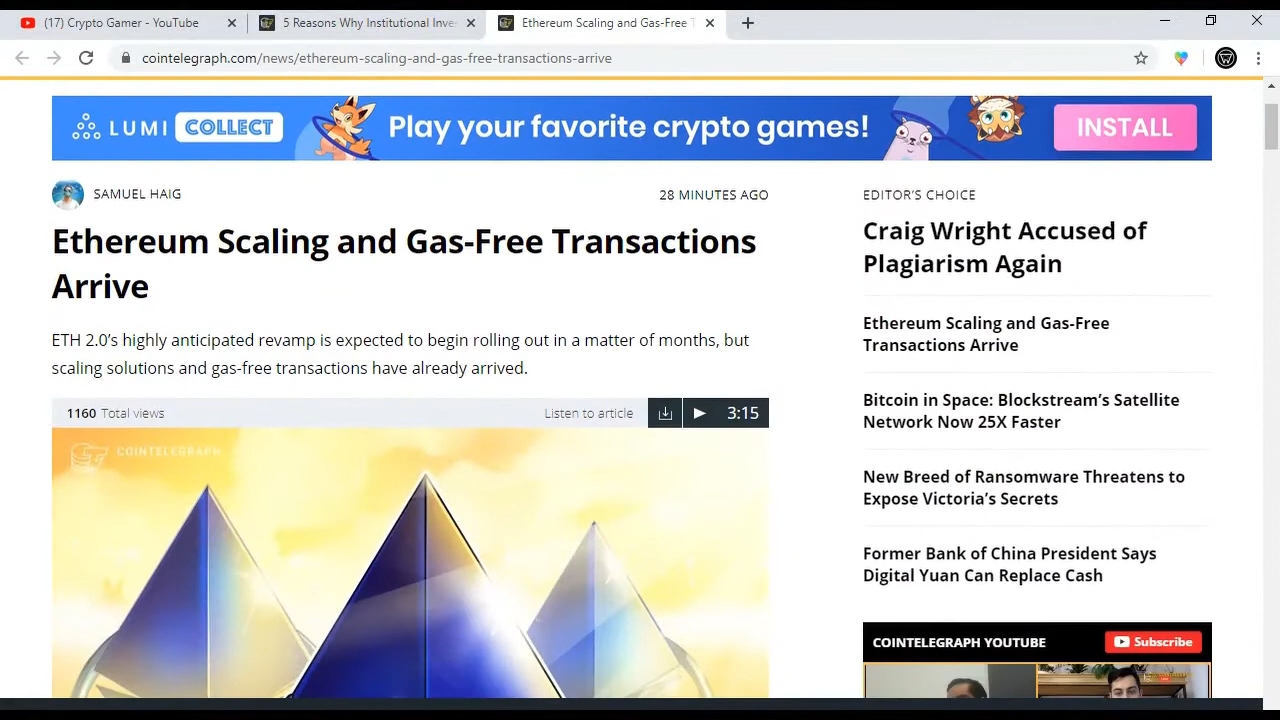 (17) Crypto Gamer - YouTube
5 Reasons Why Institutional Inve
Ethereum Scaling and Gas-Free T
cointelegraph.com/news/ethereum-scaling-and-gas-free-transactions-arrive
LUMI COLLECT
Play your favorite crypto games!
INSTALL
SAMUEL HAIG
28 MINUTES AGO
Ethereum Scaling and Gas-Free Transactions
Arrive
ETH 2.0’s highly anticipated revamp is expected to begin rolling out in a matter of months, but
scaling solutions and gas-free transactions have already arrived.
1160 Total views
Listen to article
3:15
COINTELEGRAPH
EDITOR’S CHOICE
Craig Wright Accused of
Plagiarism Again
Ethereum Scaling and Gas-Free
Transactions Arrive
Bitcoin in Space: Blockstream’s Satellite
Network Now 25X Faster
New Breed of Ransomware Threatens to
Expose Victoria’s Secrets
Former Bank of China President Says
Digital Yuan Can Replace Cash
COINTELEGRAPH YOUTUBE
Subscribe